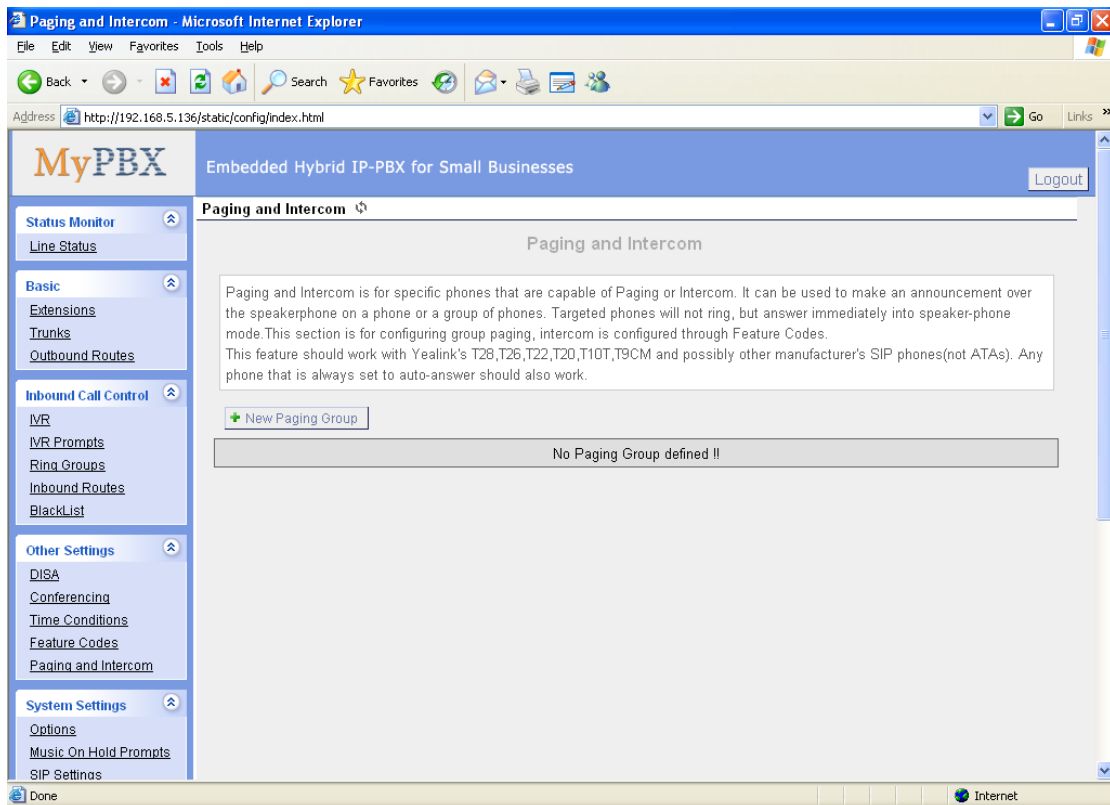 Paging and Intercom - Microsoft Internet Explorer
File Edit View Favorites Tools Help
Back Search Favorites
Address http://192.168.5.136/static/config/index.html Go Links »
MyPBX
Embedded Hybrid IP-PBX for Small Businesses
Logout
Status Monitor
Line Status
Basic
Extensions
Trunks
Outbound Routes
Inbound Call Control
IVR
IVR Prompts
Ring Groups
Inbound Routes
BlackList
Other Settings
DISA
Conferencing
Time Conditions
Feature Codes
Paging and Intercom
System Settings
Options
Music On Hold Prompts
SIP Settings
Paging and Intercom
Paging and Intercom
Paging and Intercom is for specific phones that are capable of Paging or Intercom. It can be used to make an announcement over
the speakerphone on a phone or a group of phones. Targeted phones will not ring, but answer immediately into speaker-phone
mode.This section is for configuring group paging, intercom is configured through Feature Codes.
This feature should work with Yealink's T28,T26,T22,T20,T10T,T9CM and possibly other manufacturer's SIP phones(not ATAs). Any
phone that is always set to auto-answer should also work.
New Paging Group
No Paging Group defined !!
Done
Internet